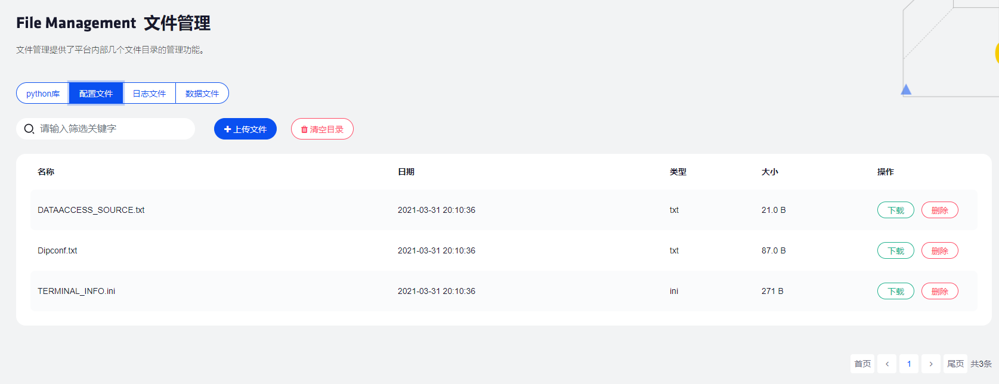 File Management 文件管理
文件管理提供了平台内部几个文件目录的管理功能。
python库 配置文件 日志文件 数据文件
请输入筛选关键字 上传文件 清空目录
名称 日期 类型 大小 操作
DATAACCESS_SOURCE.txt 2021-03-31 20:10:36 txt 21.0 B 下载 删除
Dipconf.txt 2021-03-31 20:10:36 txt 87.0 B 下载 删除
TERMINAL_INFO.ini 2021-03-31 20:10:36 ini 271 B 下载 删除
首页 ‹ 1 › 尾页 共3条